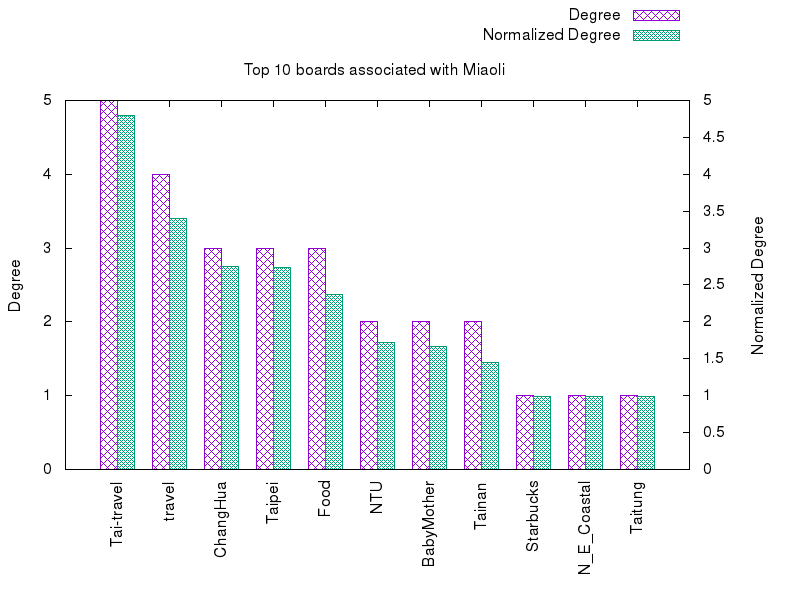 Degree
Normalized Degree
Top 10 boards associated with Miaoli
5
4
3
2
1
0
Degree
5
4.5
4
3.5
3
2.5
2
1.5
1
0.5
0
Normalized Degree
Tai-travel
travel
ChangHua
Taipei
Food
NTU
BabyMother
Tainan
Starbucks
N_E_Coastal
Taitung